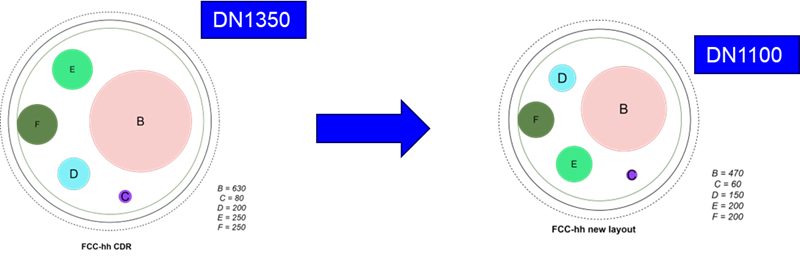 DN1350
E
F
B
D
C
B = 630
C = 80
D = 200
E = 250
F = 250
FCC-hh CDR
DN1100
D
B
F
E
C
B = 470
C = 60
D = 150
E = 200
F = 200
FCC-hh new layout